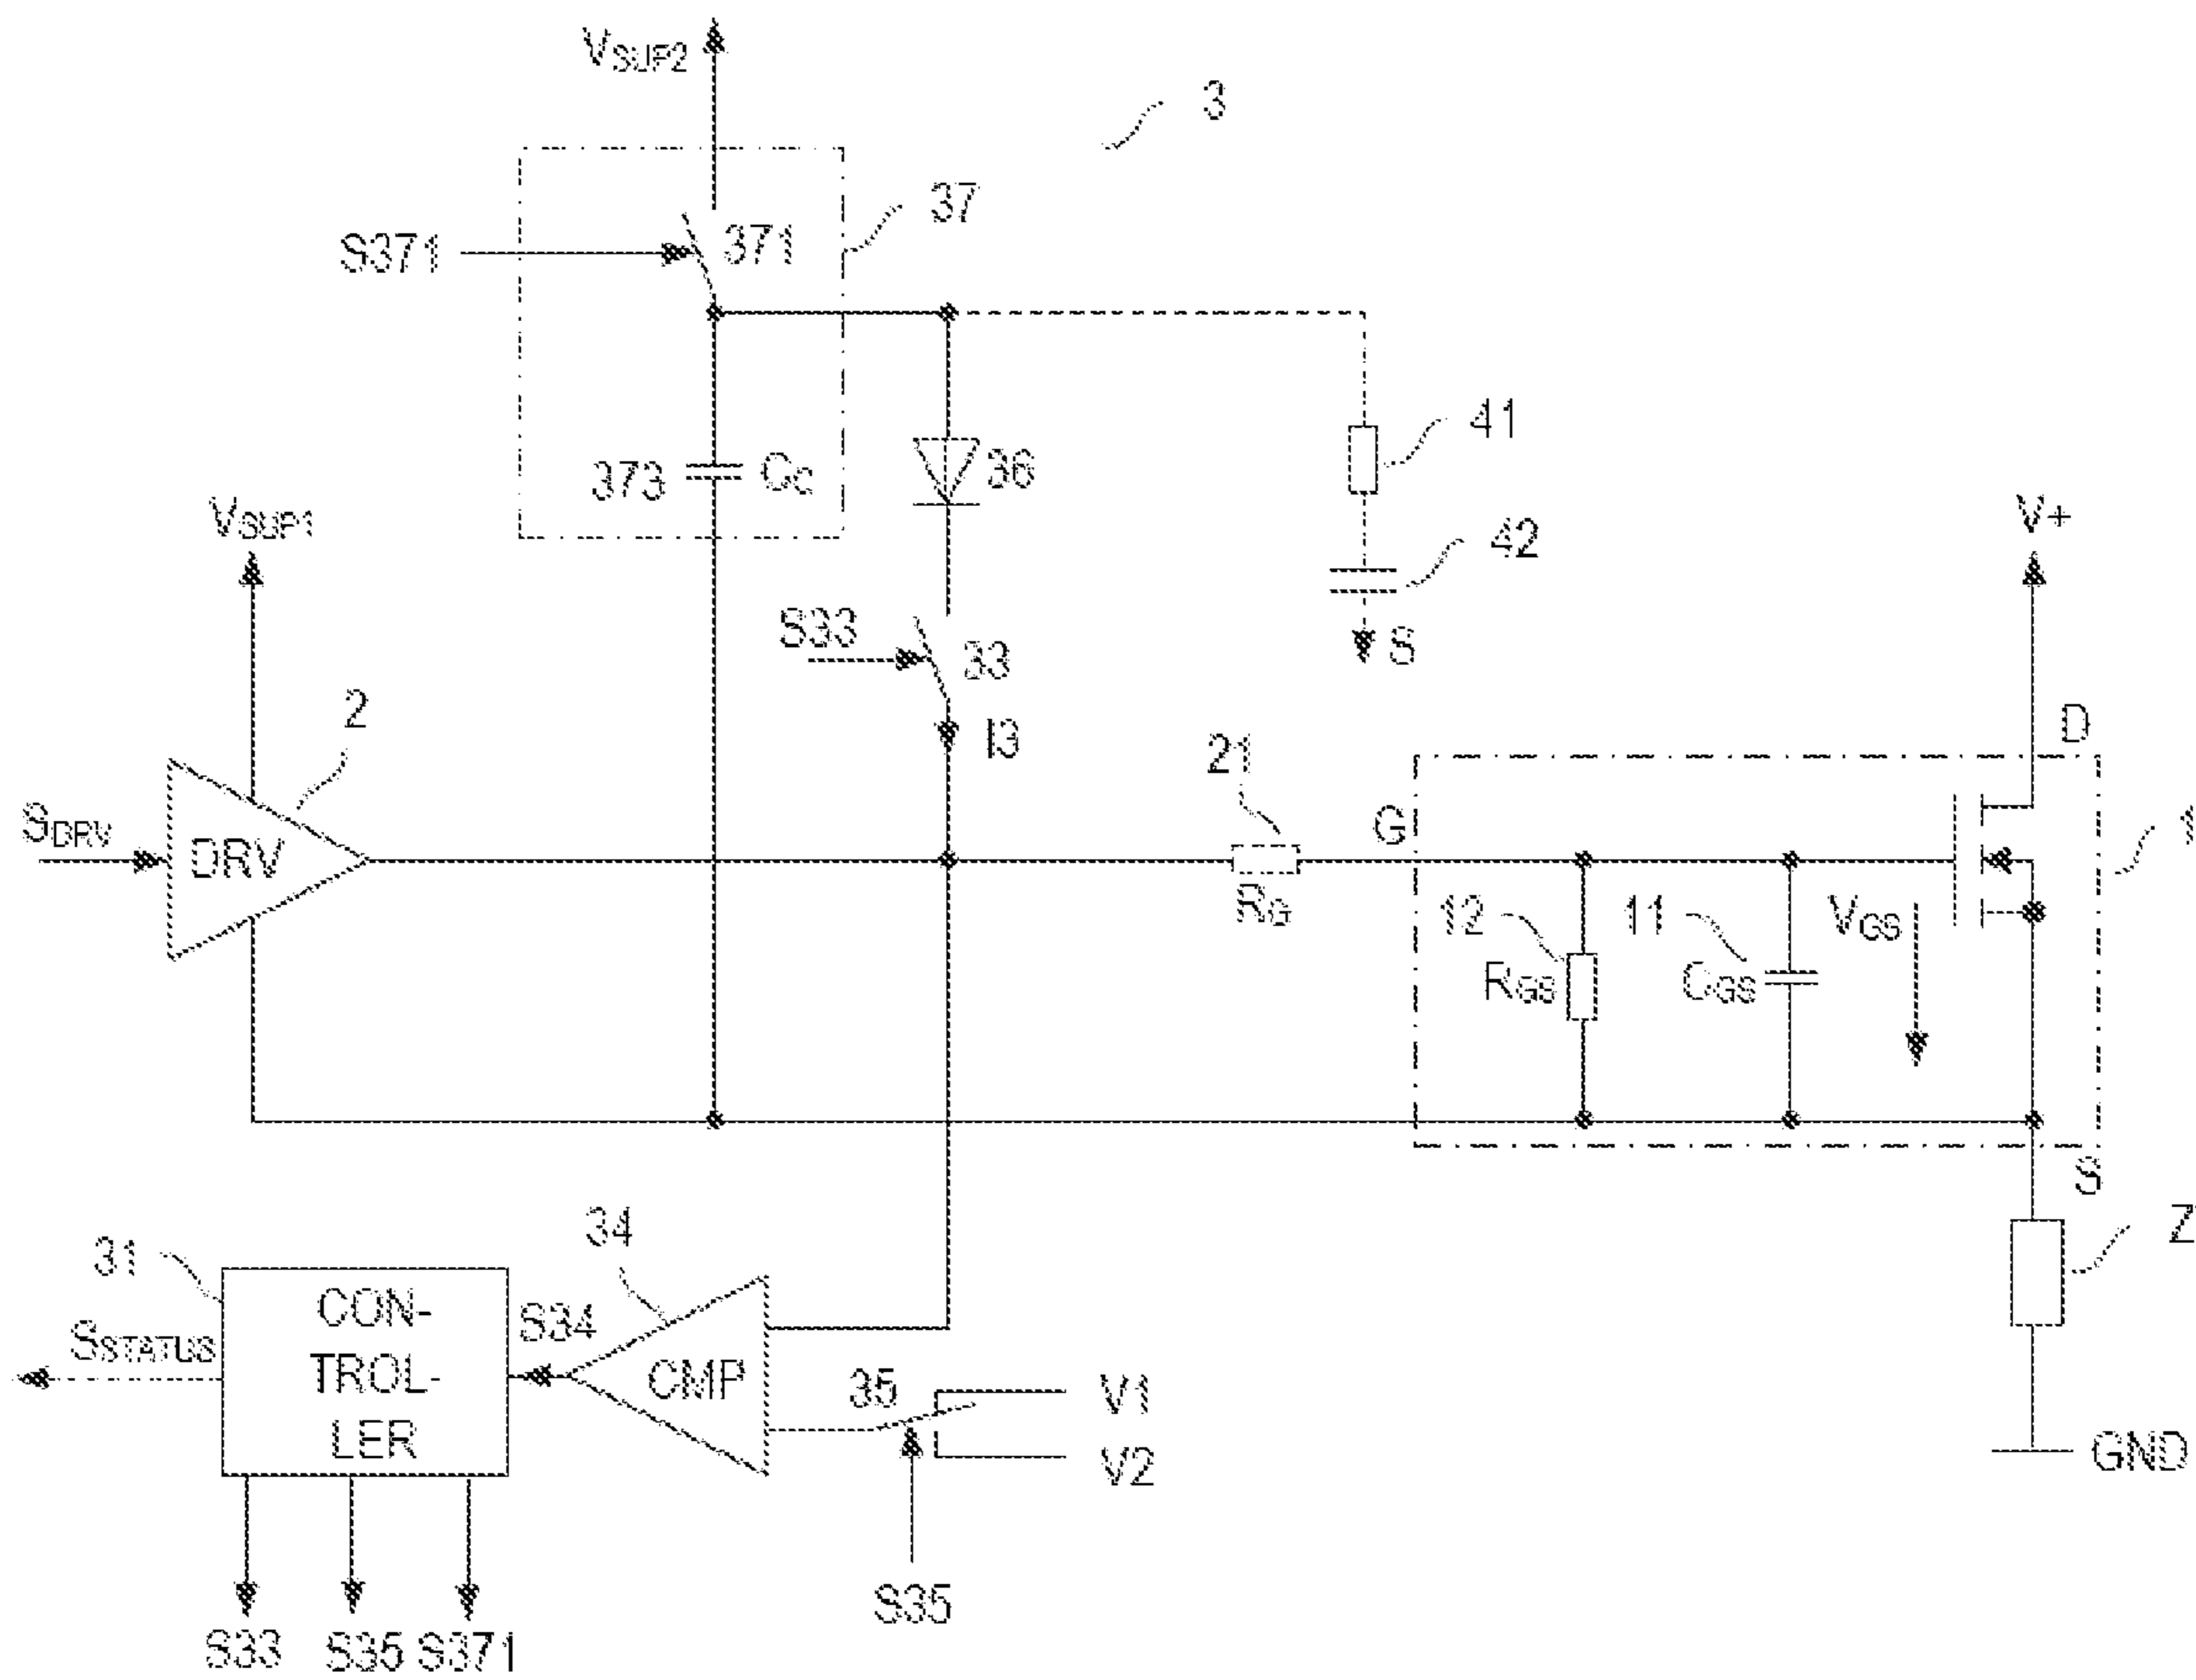 VSUP2
3
37
S371
371
41
373
CC
36
VSUP1
42
V+
S33
33
S
2
I3
D
21
SDRV
DRV
G
1
RG
12
11
VGS
RGS
CGS
S
34
Z
31
CON-
TROL-
LER
S34
SSTATUS
CMP
35
V1
V2
GND
S35
S33
S35
S371